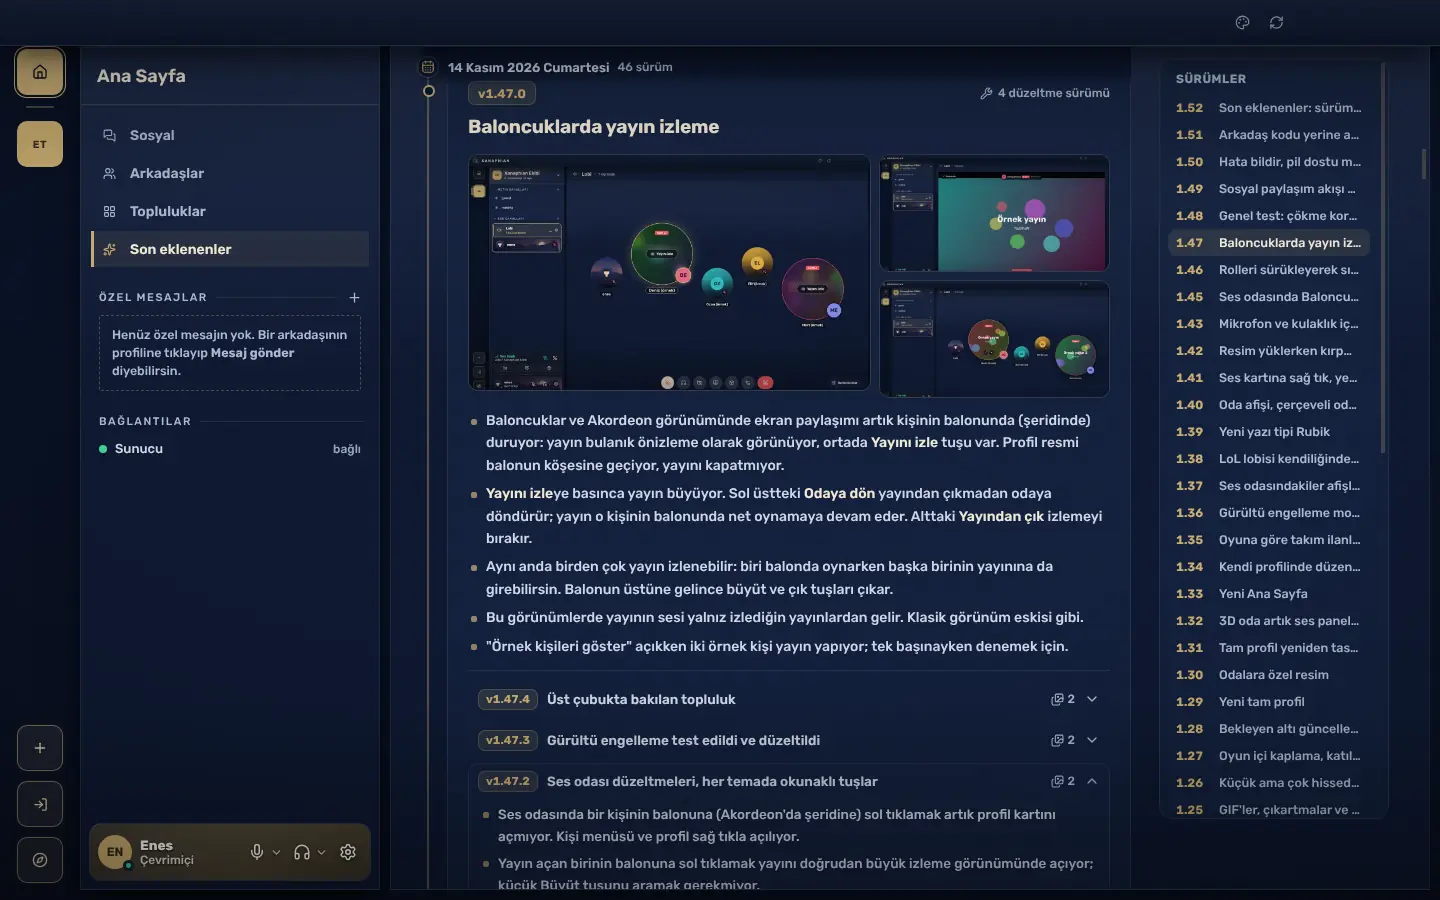 ET
Ana Sayfa
Sosyal
Arkadaşlar
Topluluklar
Son eklenenler
ÖZEL MESAJLAR
Henüz özel mesajın yok. Bir arkadaşının
profiline tıklayıp Mesaj gönder
diyebilirsin.
BAĞLANTILAR
Sunucu bağlı
EN
Enes
Çevrimiçi
14 Kasım 2026 Cumartesi 46 sürüm
v1.47.0 4 düzeltme sürümü
Baloncuklarda yayın izleme
Örnek yayın
Baloncuklar ve Akordeon görünümünde ekran paylaşımı artık kişinin balonunda (şeridinde)
duruyor: yayın bulanık önizleme olarak görünüyor, ortada Yayını izle tuşu var. Profil resmi
balonun köşesine geçiyor, yayını kapatmıyor.
Yayını izleye basınca yayın büyüyor. Sol üstteki Odaya dön yayından çıkmadan odaya
döndürür; yayın o kişinin balonunda net oynamaya devam eder. Alttaki Yayından çık izlemeyi
bırakır.
Aynı anda birden çok yayın izlenebilir: biri balonda oynarken başka birinin yayınına da
girebilirsin. Balonun üstüne gelince büyüt ve çık tuşları çıkar.
Bu görünümlerde yayının sesi yalnız izlediğin yayınlardan gelir. Klasik görünüm eskisi gibi.
"Örnek kişileri göster" açıkken iki örnek kişi yayın yapıyor; tek başınayken denemek için.
v1.47.4 Üst çubukta bakılan topluluk 2
v1.47.3 Gürültü engelleme test edildi ve düzeltildi 2
v1.47.2 Ses odası düzeltmeleri, her temada okunaklı tuşlar 2
Ses odasında bir kişinin balonuna (Akordeon'da şeridine) sol tıklamak artık profil kartını
açmıyor. Kişi menüsü ve profil sağ tıkla açılıyor.
Yayın açan birinin balonuna sol tıklamak yayını doğrudan büyük izleme görünümünde açıyor;
küçük Büyüt tuşunu aramak gerekmiyor.
SÜRÜMLER
1.52 Son eklenenler: sürüm...
1.51 Arkadaş kodu yerine a...
1.50 Hata bildir, pil dostu m...
1.49 Sosyal paylaşım akışı ...
1.48 Genel test: çökme kor...
1.47 Baloncuklarda yayın iz...
1.46 Rolleri sürükleyerek sı...
1.45 Ses odasında Baloncu...
1.43 Mikrofon ve kulaklık iç...
1.42 Resim yüklerken kırp...
1.41 Ses kartına sağ tık, ye...
1.40 Oda afişi, çerçeveli od...
1.39 Yeni yazı tipi Rubik
1.38 LoL lobisi kendiliğinde...
1.37 Ses odasındakiler afişl...
1.36 Gürültü engelleme mo...
1.35 Oyuna göre takım ilanl...
1.34 Kendi profilinde düzen...
1.33 Yeni Ana Sayfa
1.32 3D oda artık ses panel...
1.31 Tam profil yeniden tas...
1.30 Odalara özel resim
1.29 Yeni tam profil
1.28 Bekleyen altı güncelle...
1.27 Oyun içi kaplama, katıl...
1.26 Küçük ama çok hissed...
1.25 GIF'ler, çıkartmalar ve ...